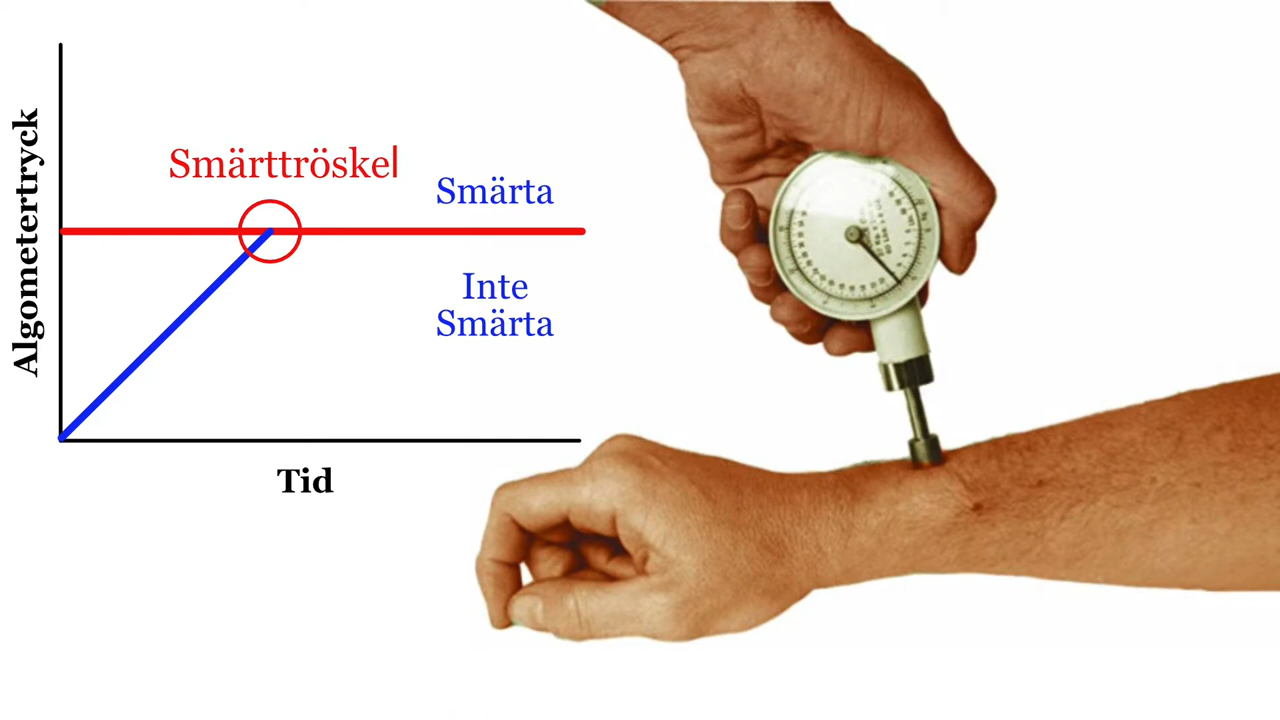 Algometertryck
Smärttröskel
Smärta
Inte
Smärta
Tid